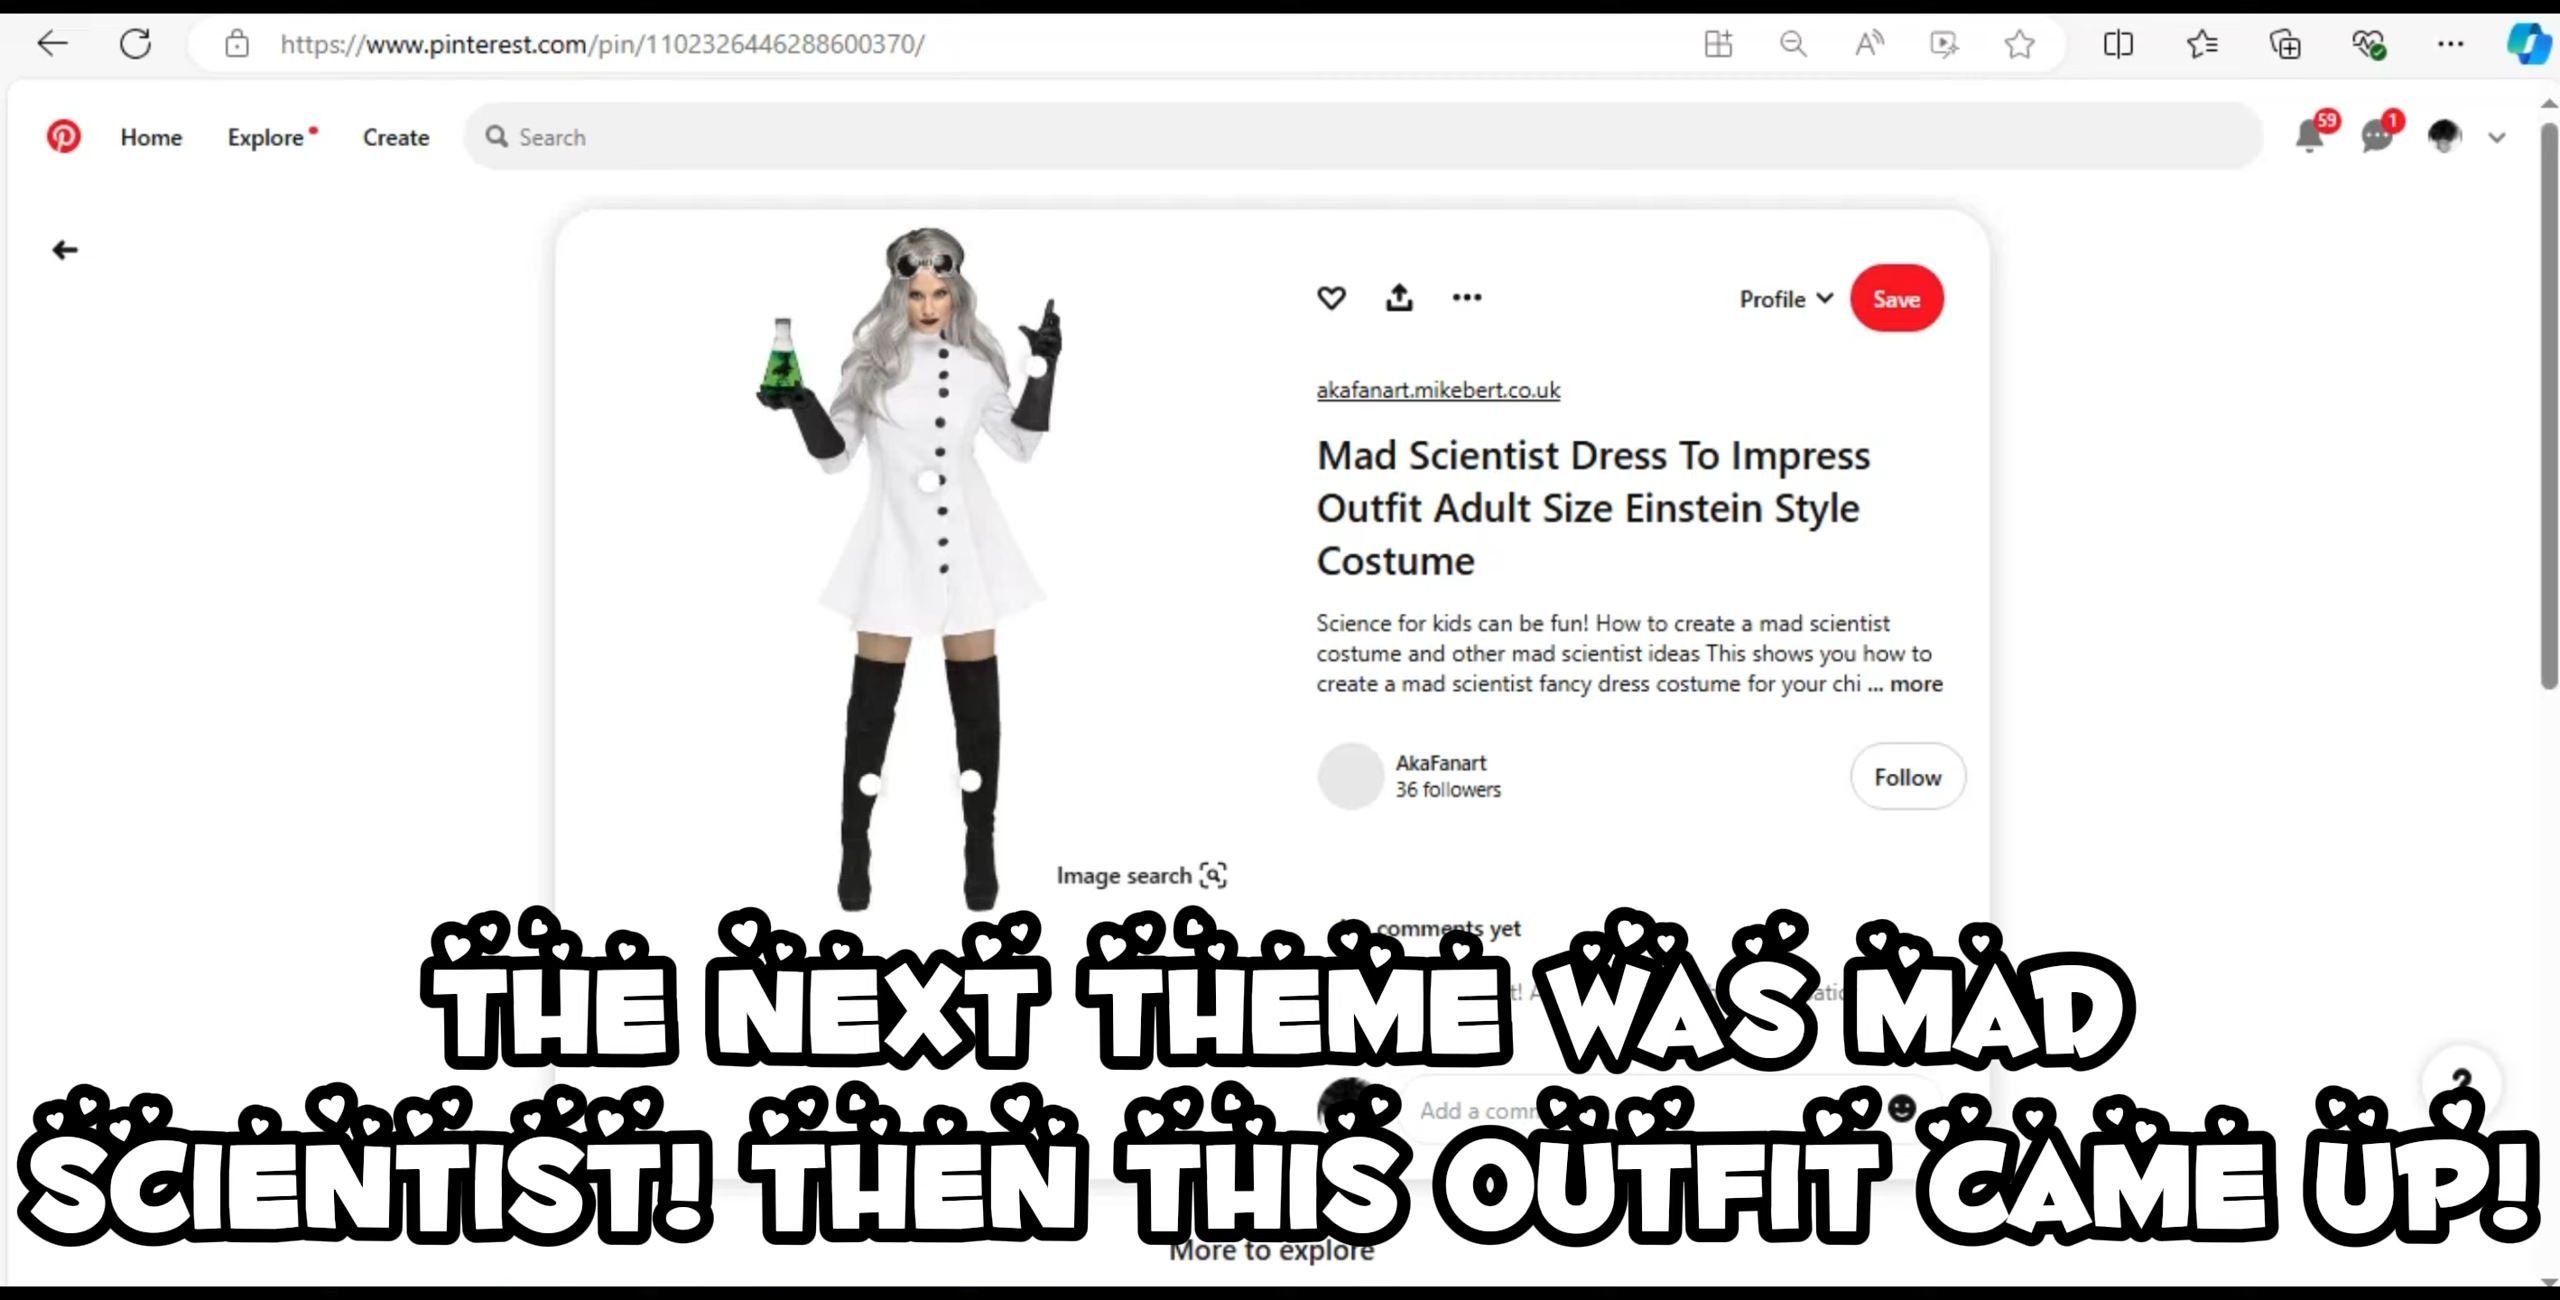 https://www.pinterest.com/pin/1102326446288600370/
Home Explore Create Search
59
1
Profile Save
akafanart.mikebert.co.uk
Mad Scientist Dress To Impress
Outfit Adult Size Einstein Style
Costume
Science for kids can be fun! How to create a mad scientist
costume and other mad scientist ideas This shows you how to
create a mad scientist fancy dress costume for your chi ... more
AkaFanart
36 followers
Follow
Image search
comments yet
THE NEXT THEME WAS MAD
Add a
SCIENTIST! THEN THIS OUTFIT CAME UP!
More to explore